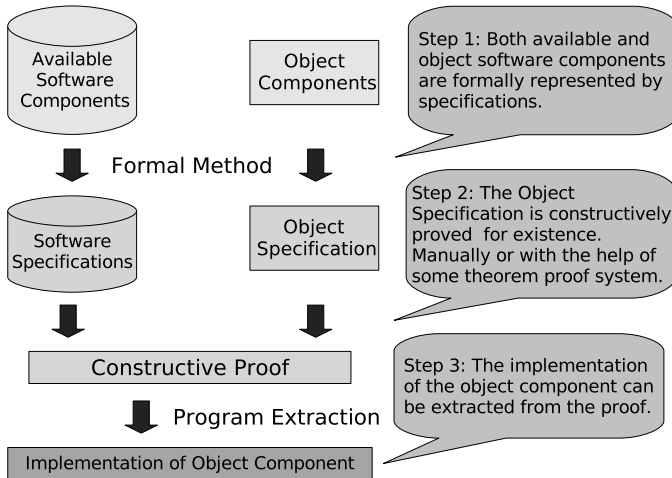 Available
Software
Components
Object
Components
Step 1: Both available and
object software components
are formally represented by
specifications.
Formal Method
Software
Specifications
Object
Specification
Step 2: The Object
Specification is constructively
proved for existence.
Manually or with the help of
some theorem proof system.
Constructive Proof
Program Extraction
Step 3: The implementation
of the object component can
be extracted from the proof.
Implementation of Object Component